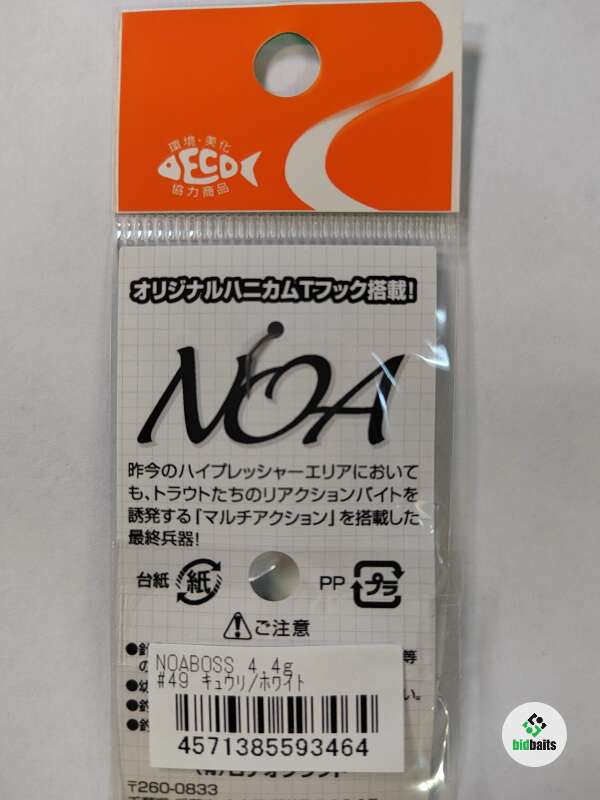 環境・美化
DECO
協力商品
オリジナルハニカムTフック搭載!
NOA
昨今のハイプレッシャーエリアにおいて
も、トラウトたちのリアクションバイトを
誘発する「マルチアクション」を搭載した
最終兵器!
台紙 紙 PP プラ
ご注意
等
NOABOSS 4.4g
#49 キュウリ/ホワイト
い。
4571385593464
〒260-0833
bidbaits